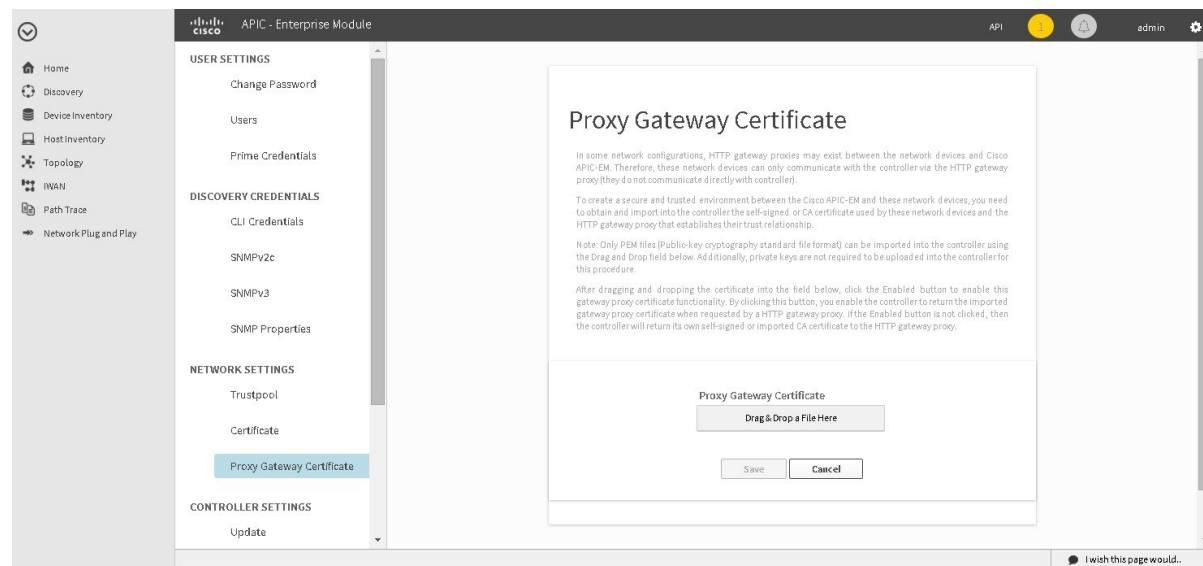 CISCO APIC - Enterprise Module
API 1 admin
Home
Discovery
Device Inventory
Host Inventory
Topology
IWAN
Path Trace
Network Plug and Play
USER SETTINGS
Change Password
Users
Prime Credentials
DISCOVERY CREDENTIALS
CLI Credentials
SNMPv2c
SNMPv3
SNMP Properties
NETWORK SETTINGS
Trustpool
Certificate
Proxy Gateway Certificate
CONTROLLER SETTINGS
Update
Proxy Gateway Certificate
In some network configurations, HTTP gateway proxies may exist between the network devices and Cisco
APIC-EM. Therefore, these network devices can only communicate with the controller via the HTTP gateway
proxy (they do not communicate directly with controller).
To create a secure and trusted environment between the Cisco APIC-EM and these network devices, you need
to obtain and import into the controller the self-signed or CA certificate used by these network devices and the
HTTP gateway proxy that establishes their trust relationship.
Note: Only PEM files (Public-key cryptography standard file format) can be imported into the controller using
the Drag and Drop field below. Additionally, private keys are not required to be uploaded into the controller for
this procedure.
After dragging and dropping the certificate into the field below, click the Enabled button to enable this
gateway proxy certificate functionality. By clicking this button, you enable the controller to return the imported
gateway proxy certificate when requested by a HTTP gateway proxy. if the Enabled button is not clicked, then
the controller will return its own self-signed or imported CA certificate to the HTTP gateway proxy.
Proxy Gateway Certificate
Drag & Drop a File Here
Save Cancel
I wish this page would..